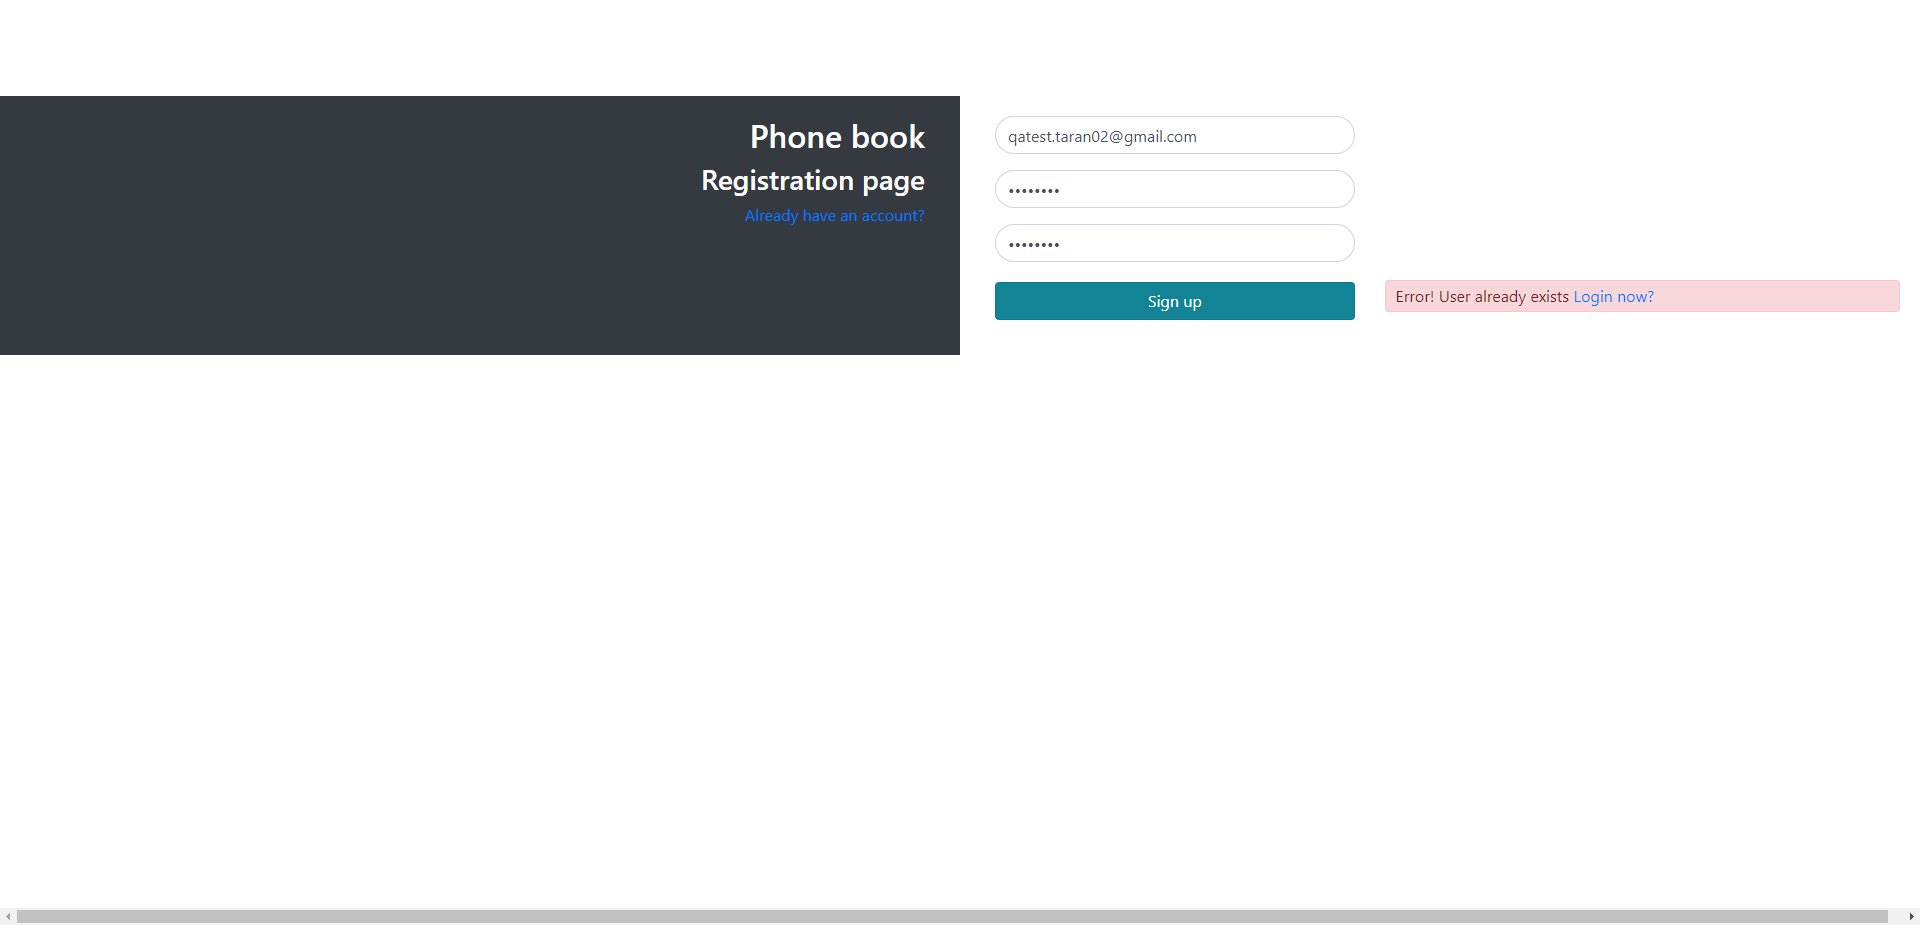 Phone book
Registration page
Already have an account?
qatest.taran02@gmail.com
••••••••
••••••••
Sign up
Error! User already exists Login now?